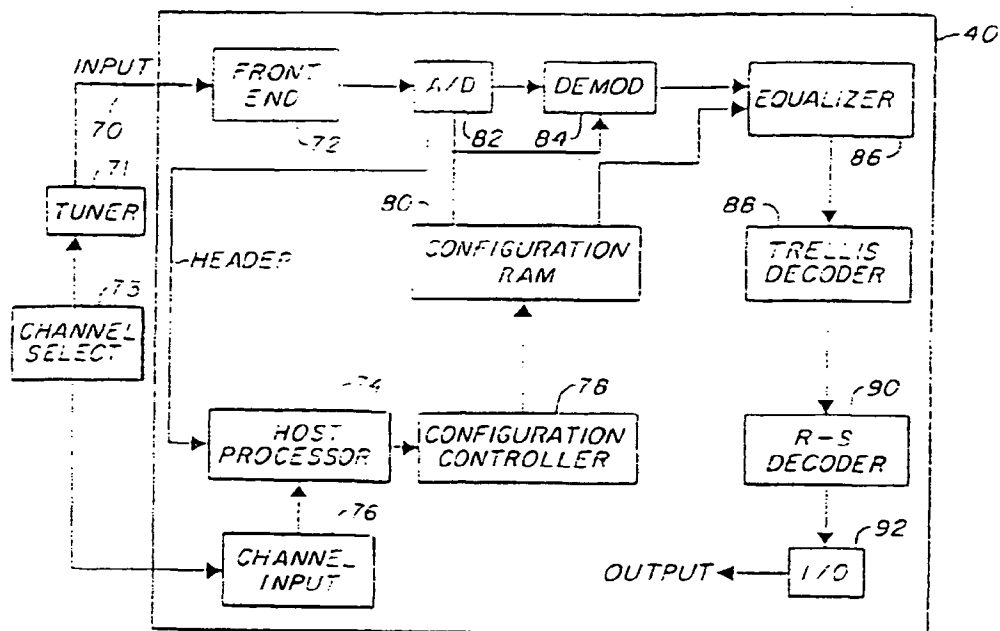 40
INPUT
FRONT
END
A/D
DEMOD
EQUALIZER
70
72
82
84
86
71
TUNER
80
88
HEADER
CONFIGURATION
RAM
TRELLIS
DECODER
73
CHANNEL
SELECT
74
78
90
HOST
PROCESSOR
CONFIGURATION
CONTROLLER
R-S
DECODER
76
92
CHANNEL
INPUT
OUTPUT
I/O